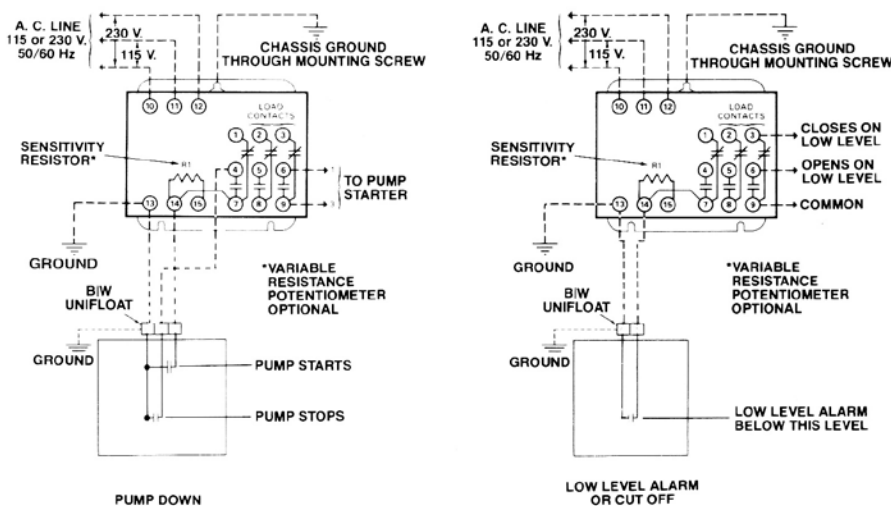 A. C. LINE
115 or 230 V.
50/60 Hz
230 V.
115 V.
CHASSIS GROUND
THROUGH MOUNTING SCREW
10 11 12
LOAD
CONTACTS
1 2 3
SENSITIVITY
RESISTOR*
R1
4 5 6
TO PUMP
STARTER
13 14 15 7 8 9
GROUND
*VARIABLE
RESISTANCE
POTENTIOMETER
OPTIONAL
B/W
UNIFLOAT
GROUND
PUMP STARTS
PUMP STOPS
PUMP DOWN
A. C. LINE
115 or 230 V.
50/60 Hz
230 V.
115 V.
CHASSIS GROUND
THROUGH MOUNTING SCREW
10 11 12
LOAD
CONTACTS
1 2 3
CLOSES ON
LOW LEVEL
SENSITIVITY
RESISTOR*
R1
4 5 6
OPENS ON
LOW LEVEL
13 14 15 7 8 9
COMMON
GROUND
*VARIABLE
RESISTANCE
POTENTIOMETER
OPTIONAL
B/W
UNIFLOAT
GROUND
LOW LEVEL ALARM
BELOW THIS LEVEL
LOW LEVEL ALARM
OR CUT OFF